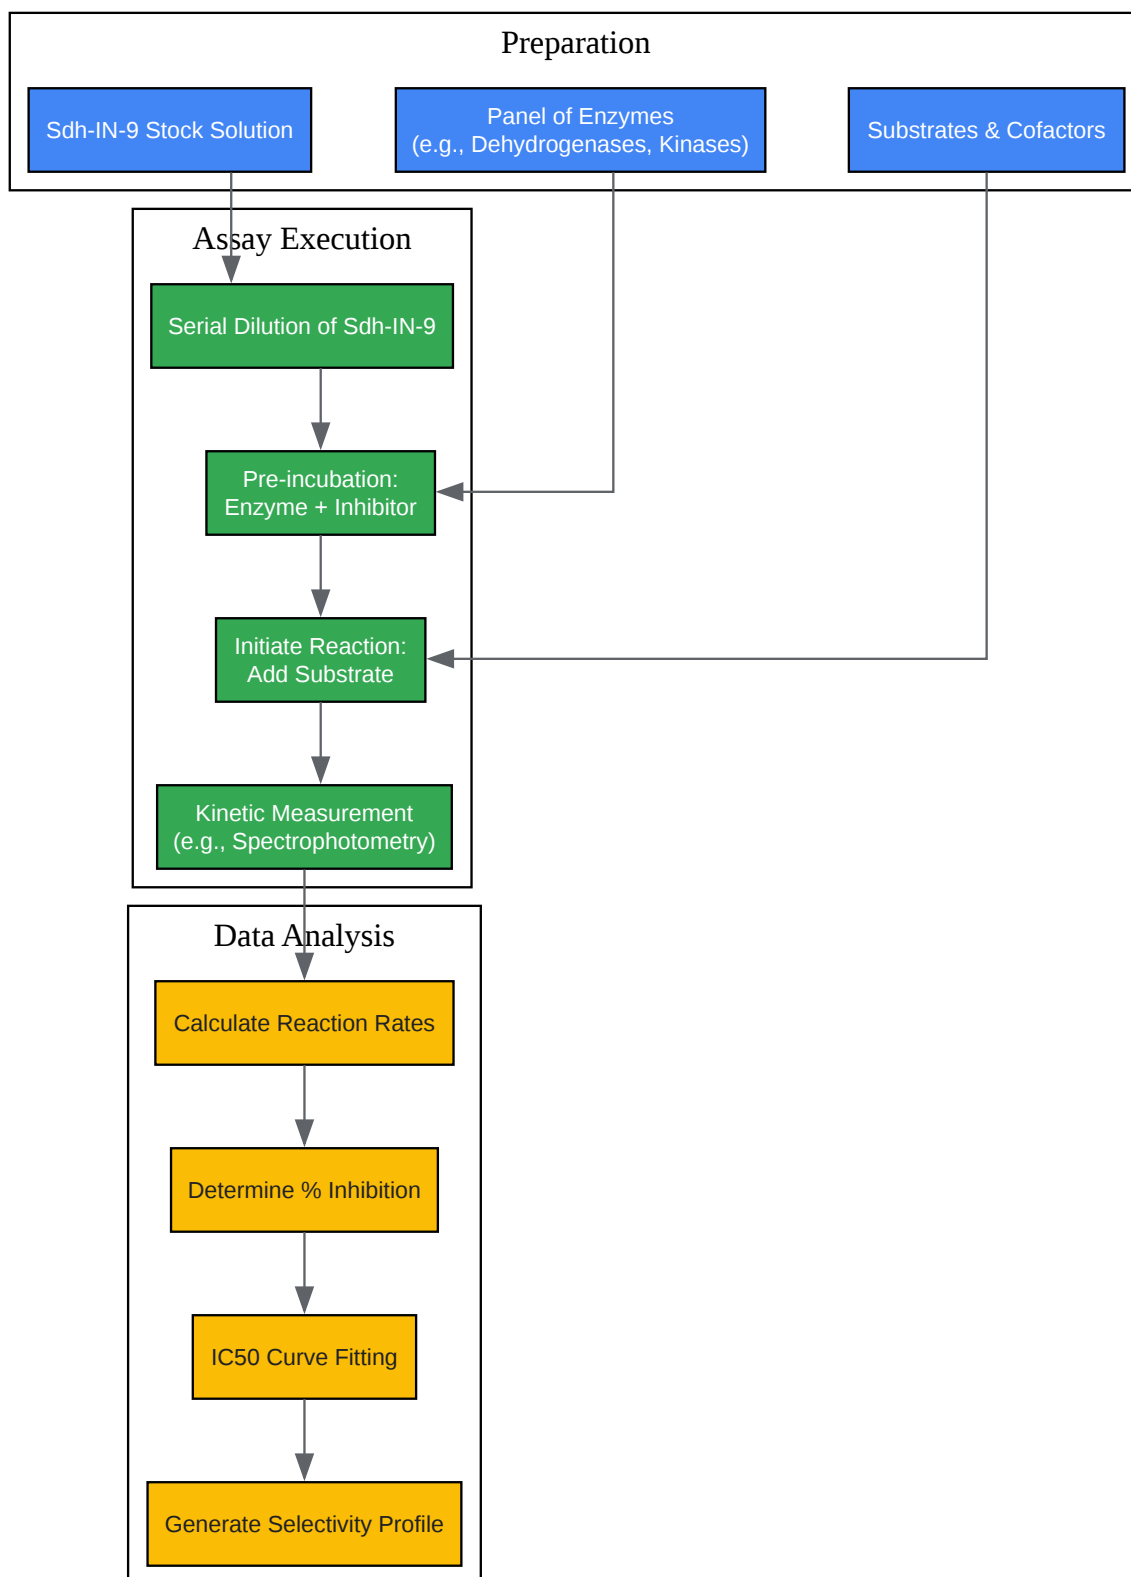 Preparation
Sdh-IN-9 Stock Solution
Panel of Enzymes
(e.g., Dehydrogenases, Kinases)
Substrates & Cofactors
Assay Execution
Serial Dilution of Sdh-IN-9
Pre-incubation:
Enzyme + Inhibitor
Initiate Reaction:
Add Substrate
Kinetic Measurement
(e.g., Spectrophotometry)
Data Analysis
Calculate Reaction Rates
Determine % Inhibition
IC50 Curve Fitting
Generate Selectivity Profile